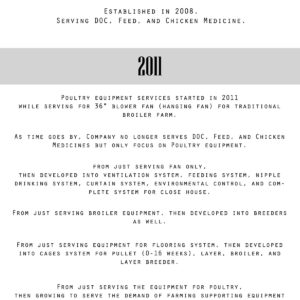 Established in 2008.
Serving DOC, Feed, and Chicken Medicine.
2011
Poultry equipment services started in 2011
while serving for 36" blower fan (hanging fan) for traditional
broiler farm.
As time goes by, Company no longer serves DOC, Feed, and Chicken
Medicines but only focus on Poultry equipment.
from just serving fan only,
then developed into ventilation system, feeding system, nipple
drinking system, curtain system, environmental control, and com-
plete system for close house.
From just serving broiler equipment, then developed into breeders
as well.
From just serving equipment for flooring system, then developed
into cages system for pullet (0-16 weeks), layer, broiler, and
layer breeder.
From just serving the equipment for poultry,
then growing to serve the demand of farming supporting equipment